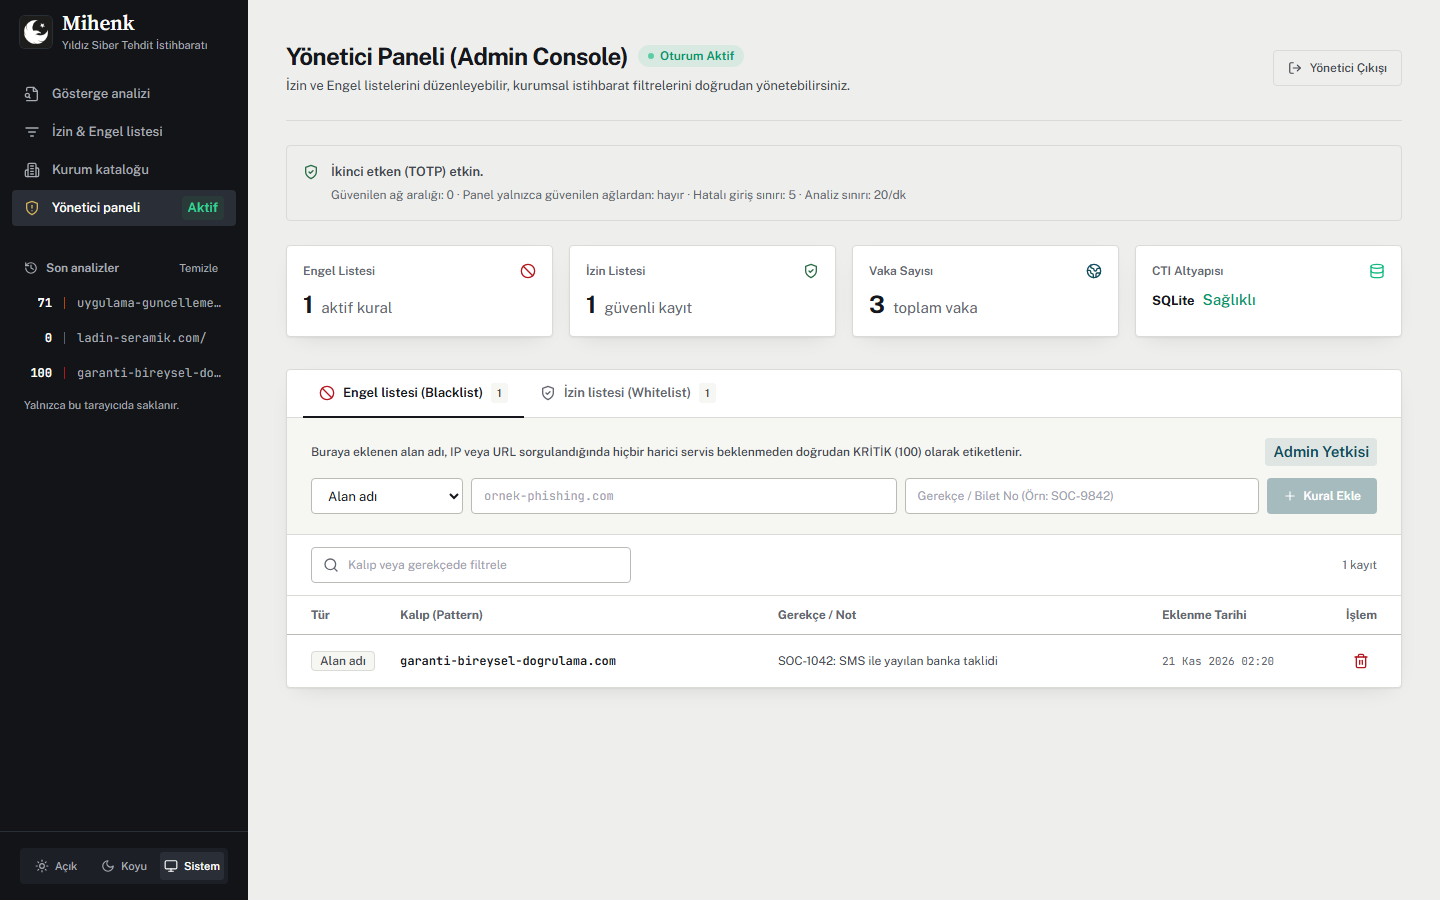 Mihenk
Yıldız Siber Tehdit İstihbaratı
Gösterge analizi
İzin & Engel listesi
Kurum kataloğu
Yönetici paneli
Aktif
Son analizler
Temizle
71
uygulama-guncelleme…
0
ladin-seramik.com/
100
garanti-bireysel-do…
Yalnızca bu tarayıcıda saklanır.
Açık
Koyu
Sistem
Yönetici Paneli (Admin Console)
Oturum Aktif
İzin ve Engel listelerini düzenleyebilir, kurumsal istihbarat filtrelerini doğrudan yönetebilirsiniz.
Yönetici Çıkışı
İkinci etken (TOTP) etkin.
Güvenilen ağ aralığı: 0 · Panel yalnızca güvenilen ağlardan: hayır · Hatalı giriş sınırı: 5 · Analiz sınırı: 20/dk
Engel Listesi
1 aktif kural
İzin Listesi
1 güvenli kayıt
Vaka Sayısı
3 toplam vaka
CTI Altyapısı
SQLite Sağlıklı
Engel listesi (Blacklist) 1
İzin listesi (Whitelist) 1
Buraya eklenen alan adı, IP veya URL sorgulandığında hiçbir harici servis beklenmeden doğrudan KRİTİK (100) olarak etiketlenir.
Admin Yetkisi
Alan adı
ornek-phishing.com
Gerekçe / Bilet No (Örn: SOC-9842)
Kural Ekle
Kalıp veya gerekçede filtrele
1 kayıt
Tür
Kalıp (Pattern)
Gerekçe / Not
Eklenme Tarihi
İşlem
Alan adı
garanti-bireysel-dogrulama.com
SOC-1042: SMS ile yayılan banka taklidi
21 Kas 2026 02:20